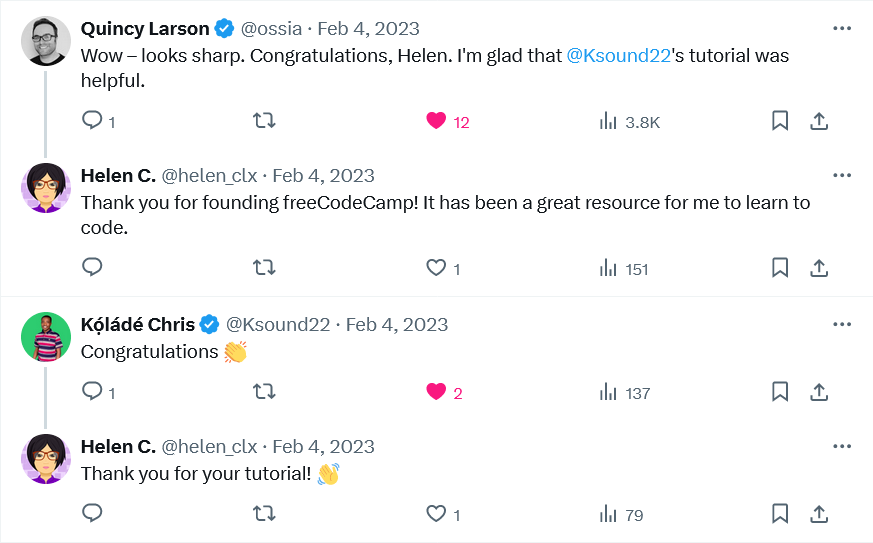 Quincy Larson @ossia · Feb 4, 2023
Wow – looks sharp. Congratulations, Helen. I'm glad that @Ksound22's tutorial was
helpful.
1 12 3.8K
Helen C. @helen_clx · Feb 4, 2023
Thank you for founding freeCodeCamp! It has been a great resource for me to learn to
code.
1 151
Kọ́ládé Chris @Ksound22 · Feb 4, 2023
Congratulations 👏
1 2 137
Helen C. @helen_clx · Feb 4, 2023
Thank you for your tutorial! 👋
1 79